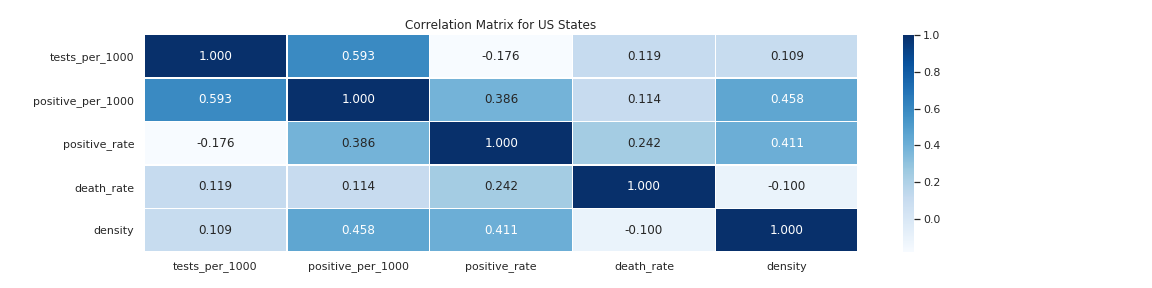 Correlation Matrix for US States
tests_per_1000 1.000 0.593 -0.176 0.119 0.109
positive_per_1000 0.593 1.000 0.386 0.114 0.458
positive_rate -0.176 0.386 1.000 0.242 0.411
death_rate 0.119 0.114 0.242 1.000 -0.100
density 0.109 0.458 0.411 -0.100 1.000
tests_per_1000 positive_per_1000 positive_rate death_rate density
1.0
0.8
0.6
0.4
0.2
0.0